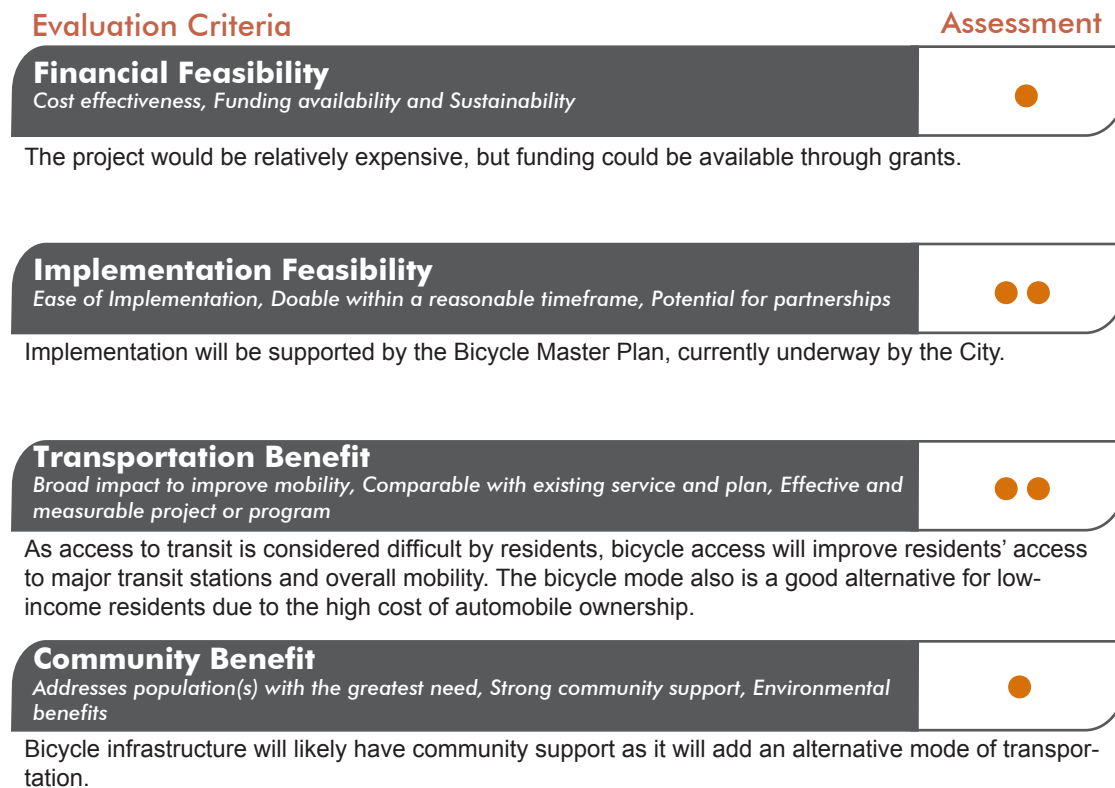 Evaluation Criteria
Assessment
Financial Feasibility
Cost effectiveness, Funding availability and Sustainability
The project would be relatively expensive, but funding could be available through grants.
Implementation Feasibility
Ease of Implementation, Doable within a reasonable timeframe, Potential for partnerships
Implementation will be supported by the Bicycle Master Plan, currently underway by the City.
Transportation Benefit
Broad impact to improve mobility, Comparable with existing service and plan, Effective and
measurable project or program
As access to transit is considered difficult by residents, bicycle access will improve residents’ access
to major transit stations and overall mobility. The bicycle mode also is a good alternative for low-
income residents due to the high cost of automobile ownership.
Community Benefit
Addresses population(s) with the greatest need, Strong community support, Environmental
benefits
Bicycle infrastructure will likely have community support as it will add an alternative mode of transpor-
tation.